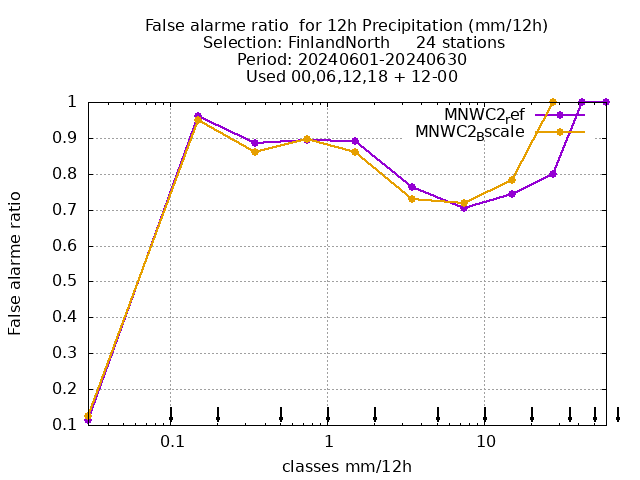 False alarme ratio  for 12h Precipitation (mm/12h)
Selection: FinlandNorth     24 stations
Period: 20240601-20240630
Used 00,06,12,18 + 12-00
MNWC2ref
MNWC2Bscale
False alarme ratio
1
0.9
0.8
0.7
0.6
0.5
0.4
0.3
0.2
0.1
0.1 1 10
classes mm/12h